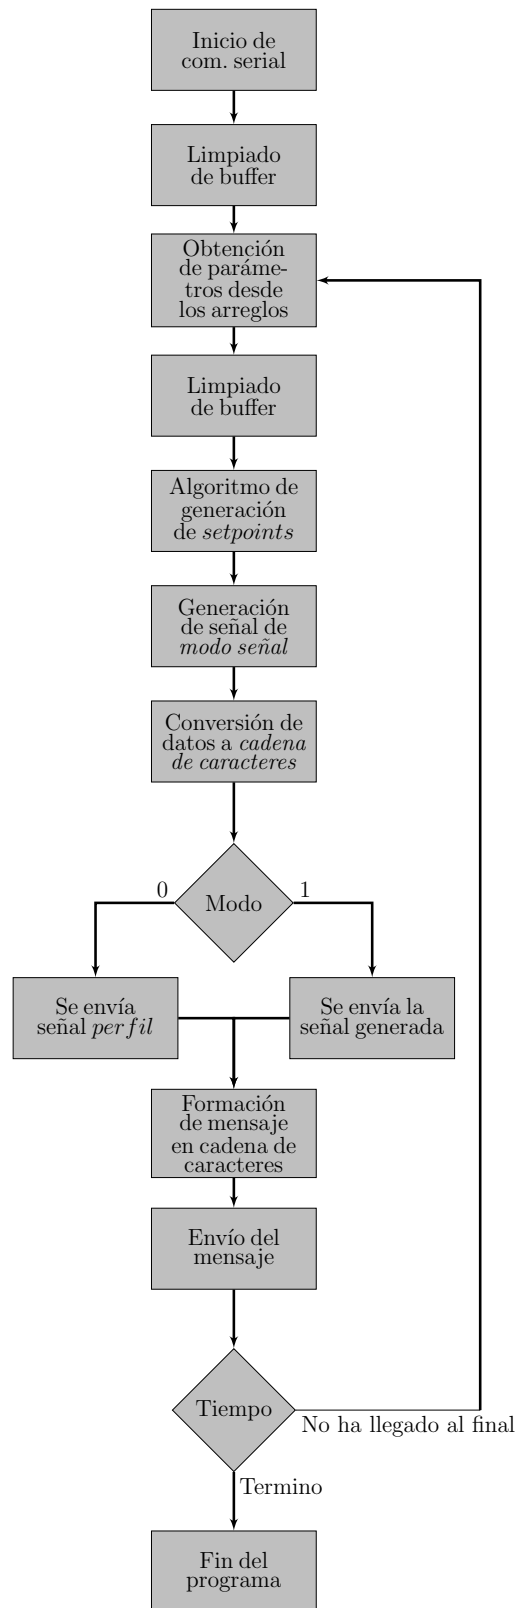 Inicio de
com. serial
Limpiado
de buffer
Obtención
de paráme-
tros desde
los arreglos
Limpiado
de buffer
Algoritmo de
generación
de setpoints
Generación
de señal de
modo señal
Conversión de
datos a cadena
de caracteres
0
1
Modo
Se envía
señal perfil
Se envía la
señal generada
Formación
de mensaje
en cadena de
caracteres
Envío del
mensaje
Tiempo
No ha llegado al final
Termino
Fin del
programa